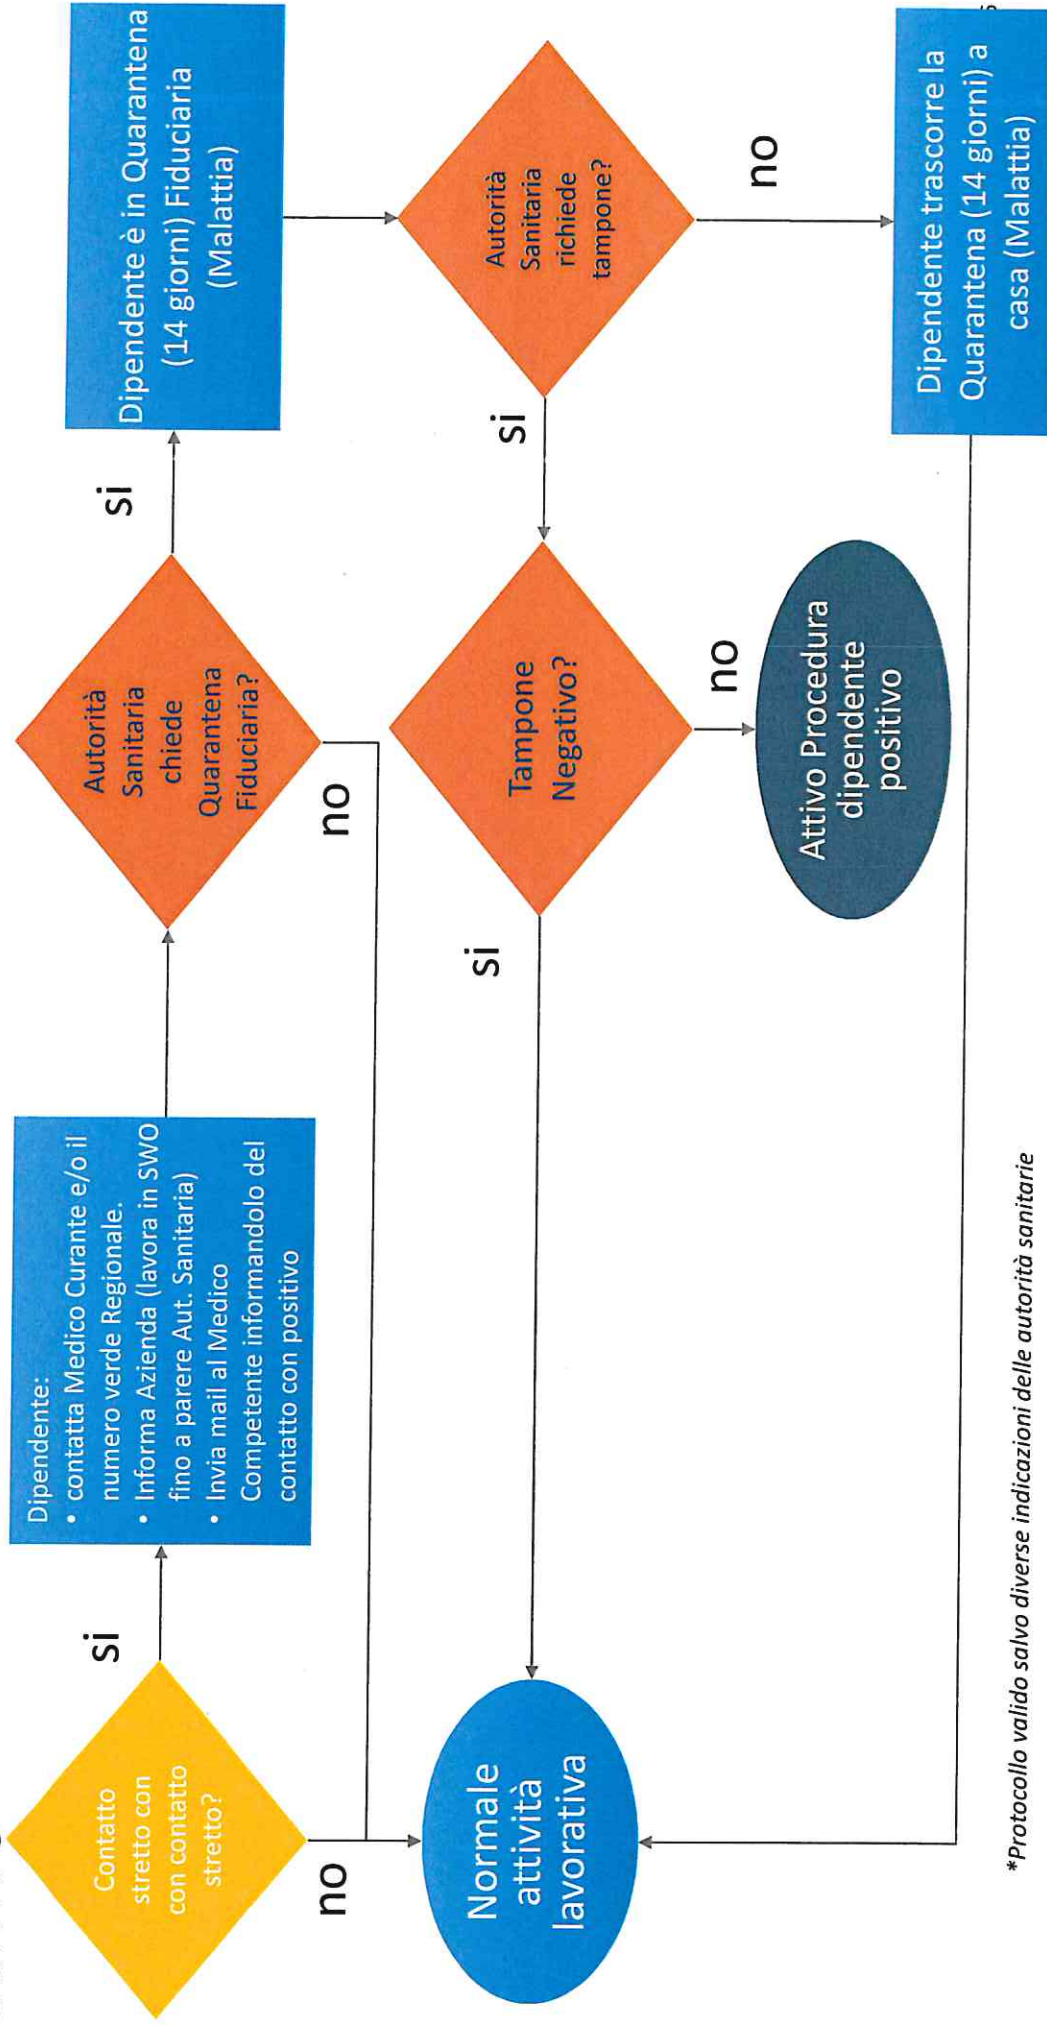 Contatto
stretto con
con contatto
stretto?
si
no
Dipendente:
• contatta Medico Curante e/o il
numero verde Regionale.
• Informa Azienda (lavora in SWO
fino a parere Aut. Sanitaria)
• Invia mail al Medico
Competente informandolo del
contatto con positivo
Autorità
Sanitaria
chiede
Quarantena
Fiduciaria?
si
no
Dipendente è in Quarantena
(14 giorni) Fiduciaria
(Malattia)
Autorità
Sanitaria
richiede
tampone?
si
no
Tampone
Negativo?
si
no
Normale
attività
lavorativa
Attivo Procedura
dipendente
positivo
Dipendente trascorre la
Quarantena (14 giorni) a
casa (Malattia)
*Protocollo valido salvo diverse indicazioni delle autorità sanitarie